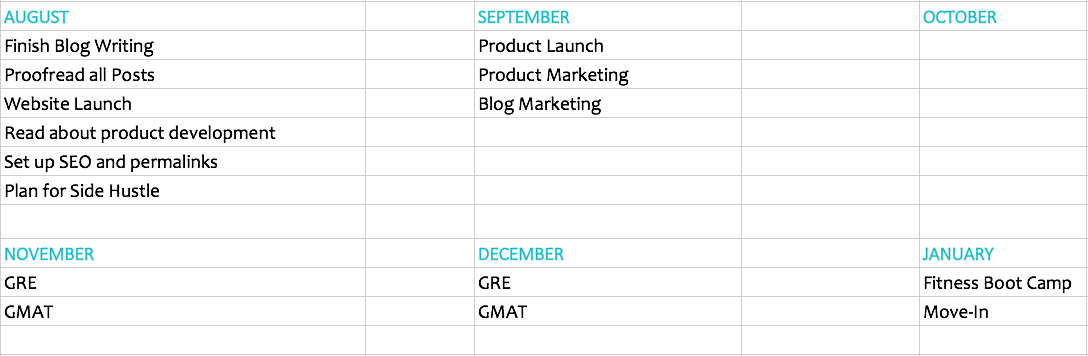 AUGUST SEPTEMBER OCTOBER
Finish Blog Writing Product Launch
Proofread all Posts Product Marketing
Website Launch Blog Marketing
Read about product development
Set up SEO and permalinks
Plan for Side Hustle
NOVEMBER DECEMBER JANUARY
GRE GRE Fitness Boot Camp
GMAT GMAT Move-In